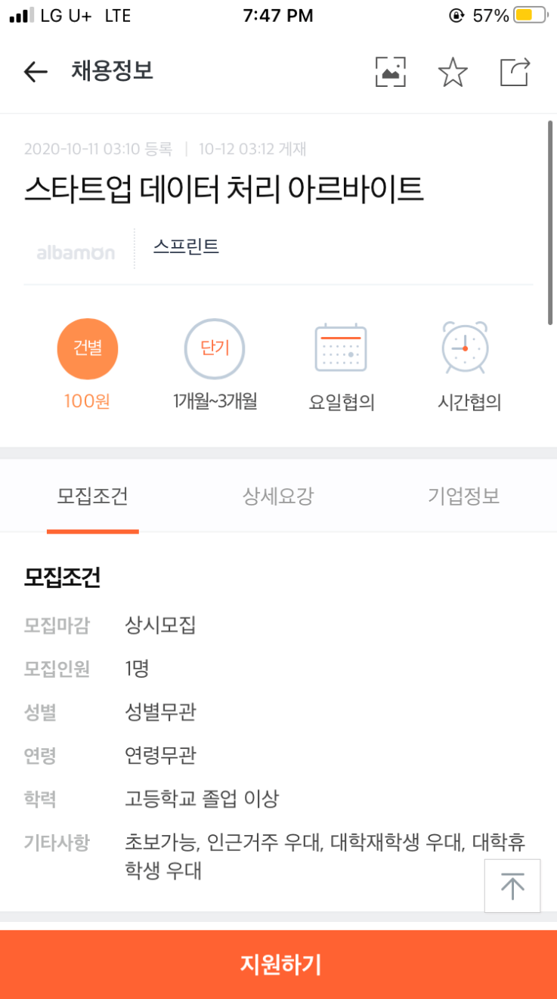 LG U+ LTE 7:47 PM 57%
채용정보
2020-10-11 03:10 등록 | 10-12 03:12 게재
스타트업 데이터 처리 아르바이트
albamon 스프린트
건별 단기
100원 1개월~3개월 요일협의 시간협의
모집조건 상세요강 기업정보
모집조건
모집마감 상시모집
모집인원 1명
성별 성별무관
연령 연령무관
학력 고등학교 졸업 이상
기타사항 초보가능, 인근거주 우대, 대학재학생 우대, 대학휴
학생 우대
지원하기